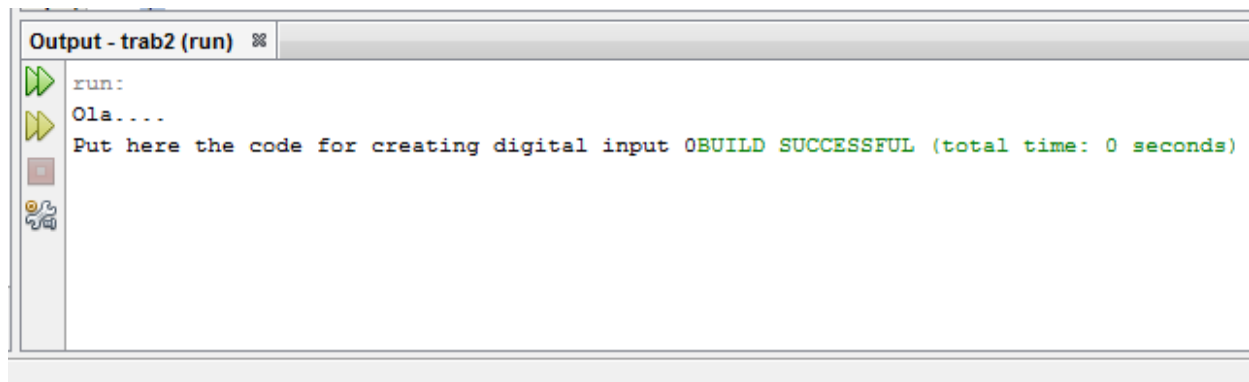 Output - trab2 (run)
run:
Ola....
Put here the code for creating digital input 0BUILD SUCCESSFUL (total time: 0 seconds)